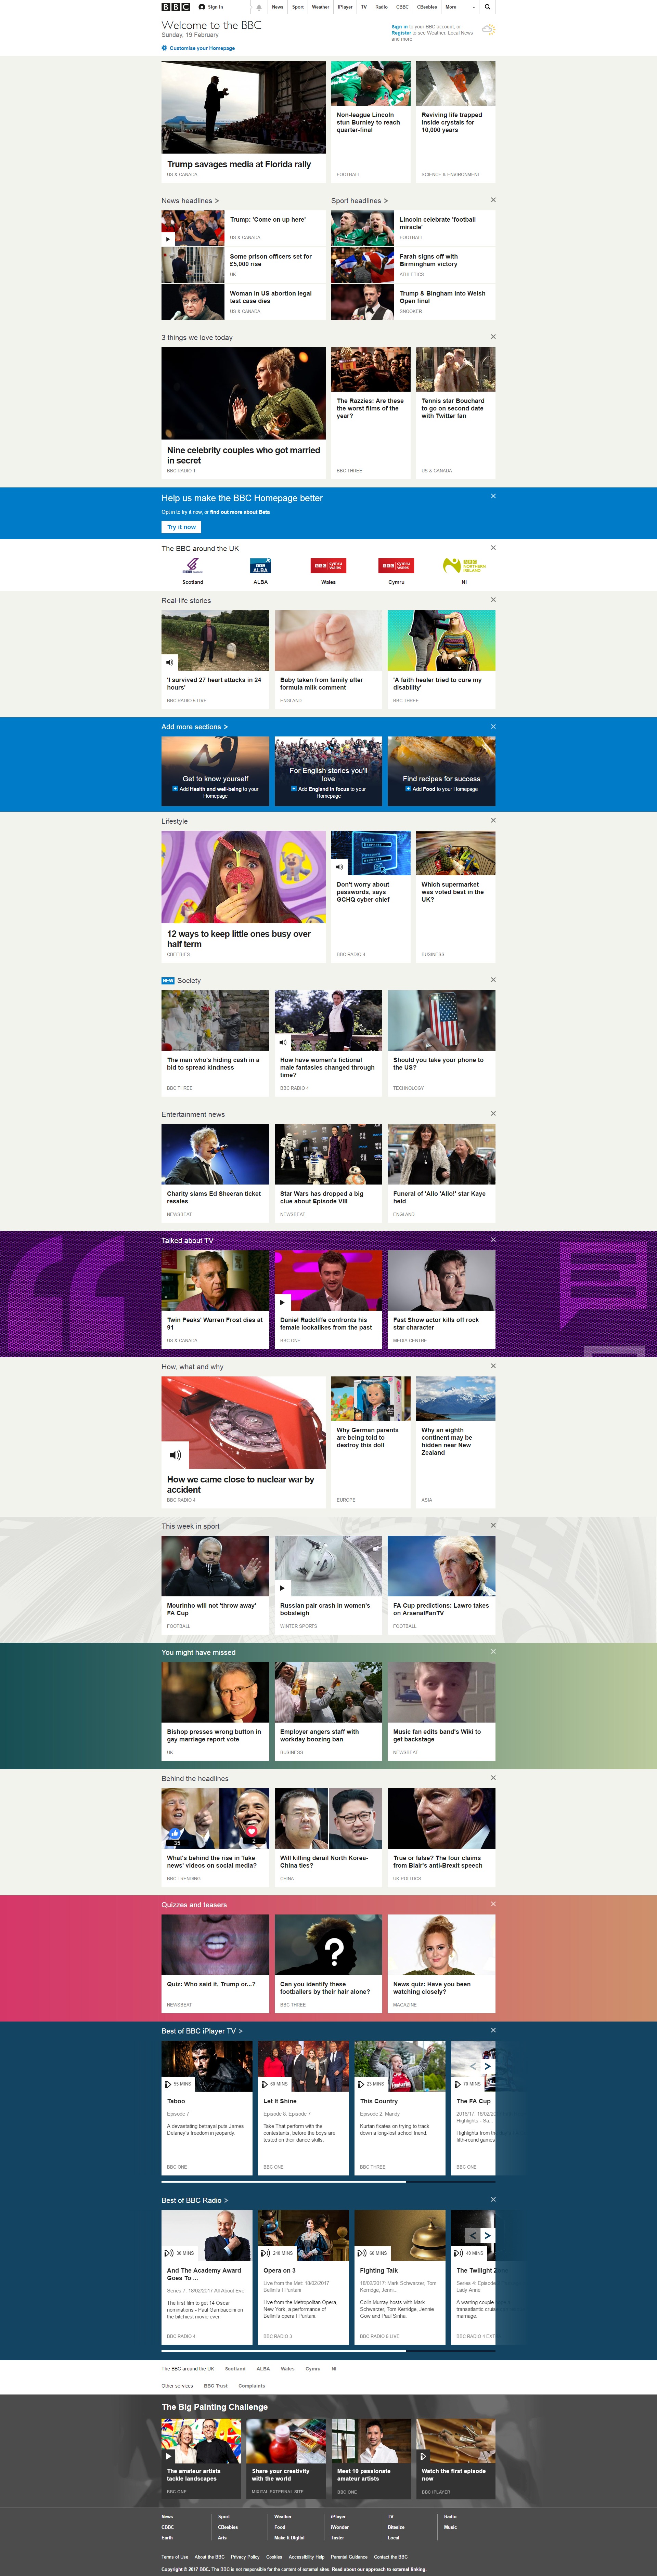 BBC Sign in News Sport Weather iPlayer TV Radio CBBC CBeebies More
Welcome to the BBC
Sunday, 19 February
Customise your Homepage
Sign in to your BBC account, or
Register to see Weather, Local News
and more
Trump savages media at Florida rally
US & CANADA
Non-league Lincoln
stun Burnley to reach
quarter-final
FOOTBALL
Reviving life trapped
inside crystals for
10,000 years
SCIENCE & ENVIRONMENT
News headlines >
Trump: 'Come on up here'
US & CANADA
Some prison officers set for
£5,000 rise
UK
Woman in US abortion legal
test case dies
US & CANADA
Sport headlines >
Lincoln celebrate 'football
miracle'
FOOTBALL
Farah signs off with
Birmingham victory
ATHLETICS
Trump & Bingham into Welsh
Open final
SNOOKER
3 things we love today
Nine celebrity couples who got married
in secret
BBC RADIO 1
The Razzies: Are these
the worst films of the
year?
BBC THREE
Tennis star Bouchard
to go on second date
with Twitter fan
US & CANADA
Help us make the BBC Homepage better
Opt in to try it now, or find out more about Beta
Try it now
The BBC around the UK
Scotland
ALBA
Wales
Cymru
NI
Real-life stories
'I survived 27 heart attacks in 24
hours'
BBC RADIO 5 LIVE
Baby taken from family after
formula milk comment
ENGLAND
'A faith healer tried to cure my
disability'
BBC THREE
Add more sections >
Get to know yourself
Add Health and well-being to your
Homepage
For English stories you'll
love
Add England in focus to your
Homepage
Find recipes for success
Add Food to your Homepage
Lifestyle
12 ways to keep little ones busy over
half term
CBEEBIES
Don't worry about
passwords, says
GCHQ cyber chief
BBC RADIO 4
Which supermarket
was voted best in the
UK?
BUSINESS
NEW Society
The man who's hiding cash in a
bid to spread kindness
BBC THREE
How have women's fictional
male fantasies changed through
time?
BBC RADIO 4
Should you take your phone to
the US?
TECHNOLOGY
Entertainment news
Charity slams Ed Sheeran ticket
resales
NEWSBEAT
Star Wars has dropped a big
clue about Episode VIII
NEWSBEAT
Funeral of 'Allo 'Allo!' star Kaye
held
ENGLAND
Talked about TV
Twin Peaks' Warren Frost dies at
91
US & CANADA
Daniel Radcliffe confronts his
female lookalikes from the past
BBC ONE
Fast Show actor kills off rock
star character
MEDIA CENTRE
How, what and why
How we came close to nuclear war by
accident
BBC RADIO 4
Why German parents
are being told to
destroy this doll
EUROPE
Why an eighth
continent may be
hidden near New
Zealand
ASIA
This week in sport
Mourinho will not 'throw away'
FA Cup
FOOTBALL
Russian pair crash in women's
bobsleigh
WINTER SPORTS
FA Cup predictions: Lawro takes
on ArsenalFanTV
FOOTBALL
You might have missed
Bishop presses wrong button in
gay marriage report vote
UK
Employer angers staff with
workday boozing ban
BUSINESS
Music fan edits band's Wiki to
get backstage
NEWSBEAT
Behind the headlines
What's behind the rise in 'fake
news' videos on social media?
BBC TRENDING
Will killing derail North Korea-
China ties?
CHINA
True or false? The four claims
from Blair's anti-Brexit speech
UK POLITICS
Quizzes and teasers
Quiz: Who said it, Trump or...?
NEWSBEAT
Can you identify these
footballers by their hair alone?
BBC THREE
News quiz: Have you been
watching closely?
MAGAZINE
Best of BBC iPlayer TV >
55 MINS
Taboo
Episode 7
A devastating betrayal puts James
Delaney's freedom in jeopardy.
BBC ONE
60 MINS
Let It Shine
Episode 8. Episode 7
Take That perform with the
contestants, before the boys are
tested on their dance skills.
BBC ONE
23 MINS
This Country
Episode 2: Mandy
Kurtan fixates on trying to track
down a long-lost school friend.
BBC THREE
70 MINS
The FA Cup
2016/17: 18/02/20
Highlights - Sa
Highlights from th
fifth-round games
BBC ONE
Best of BBC Radio >
30 MINS
And The Academy Award
Goes To ...
Series 7: 18/02/2017 All About Eve
The first film to get 14 Oscar
nominations - Paul Gambaccini on
the bitchiest movie ever.
BBC RADIO 4
240 MINS
Opera on 3
Live from the Met: 18/02/2017
Bellini's I Puritani
Live from the Metropolitan Opera,
New York, a performance of
Bellini's opera I Puritani.
BBC RADIO 3
60 MINS
Fighting Talk
18/02/2017: Mark Schwarzer, Tom
Kerridge, Jenni...
Colin Murray hosts with Mark
Schwarzer, Tom Kerridge, Jennie
Gow and Paul Sinha.
BBC RADIO 5 LIVE
40 MINS
The Twilight Z
Series 4: Episode
Lady Anne
A warring couple
transatlantic cruise
marriage.
BBC RADIO 4 EXT
The BBC around the UK Scotland ALBA Wales Cymru NI
Other services BBC Trust Complaints
The Big Painting Challenge
The amateur artists
tackle landscapes
BBC ONE
Share your creativity
with the world
MIXITAL EXTERNAL SITE
Meet 10 passionate
amateur artists
BBC ONE
Watch the first episode
now
BBC IPLAYER
News Sport Weather iPlayer TV Radio
CBBC CBeebies Food iWonder Bitesize Music
Earth Arts Make It Digital Taster Local
Terms of Use About the BBC Privacy Policy Cookies Accessibility Help Parental Guidance Contact the BBC
Copyright © 2017 BBC. The BBC is not responsible for the content of external sites. Read about our approach to external linking.